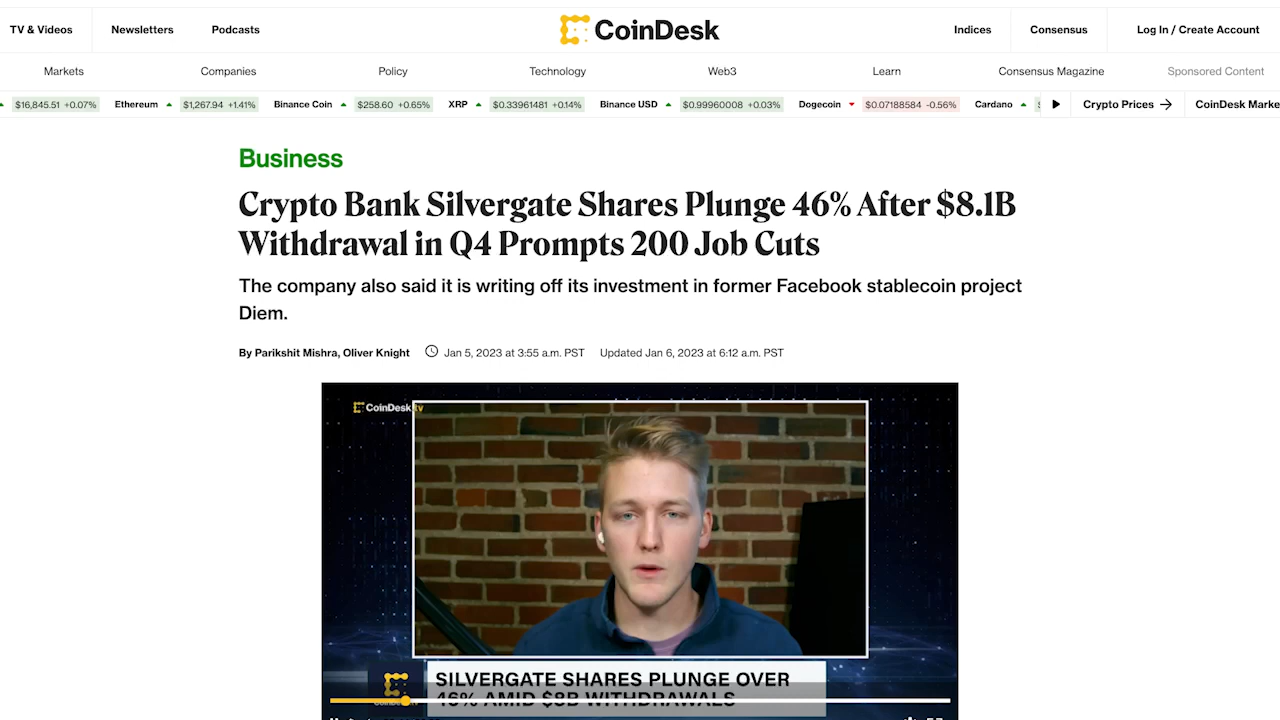 TV & Videos Newsletters Podcasts CoinDesk Indices Consensus Log In / Create Account
Markets Companies Policy Technology Web3 Learn Consensus Magazine Sponsored Content
$16,845.51 +0.07% Ethereum $1,267.94 +1.41% Binance Coin $258.60 +0.65% XRP $0.33961481 +0.14% Binance USD $0.99960008 +0.03% Dogecoin $0.07188584 -0.56% Cardano Crypto Prices → CoinDesk Marke
Business
Crypto Bank Silvergate Shares Plunge 46% After $8.1B
Withdrawal in Q4 Prompts 200 Job Cuts
The company also said it is writing off its investment in former Facebook stablecoin project
Diem.
By Parikshit Mishra, Oliver Knight Jan 5, 2023 at 3:55 a.m. PST Updated Jan 6, 2023 at 6:12 a.m. PST
CoinDesk tv
SILVERGATE SHARES PLUNGE OVER
46% AMID $8B WITHDRAWALS